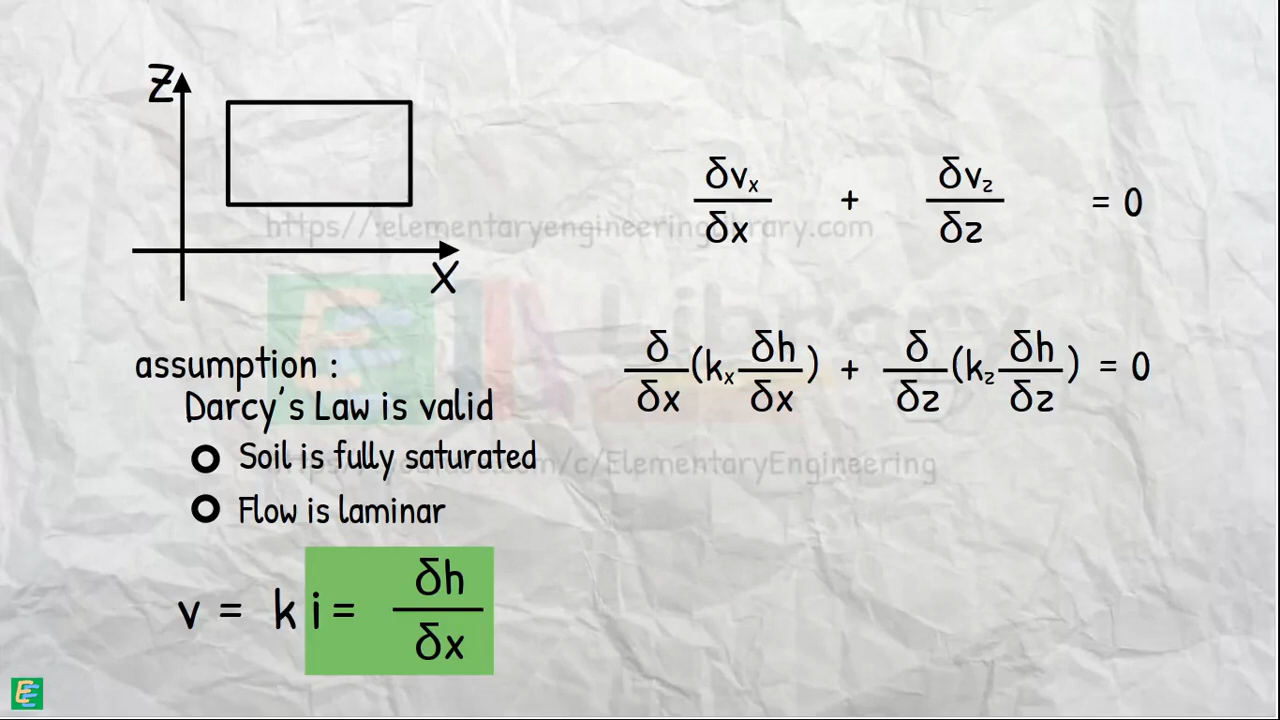 Z
X
δvₓ/δx + δv_z/δz = 0
https//:elementaryengineeringlibrary.com
Library
δ/δx (kₓ δh/δx) + δ/δz (k_z δh/δz) = 0
assumption :
Darcy's Law is valid
Soil is fully saturated
Flow is laminar
v = k i = δh/δx